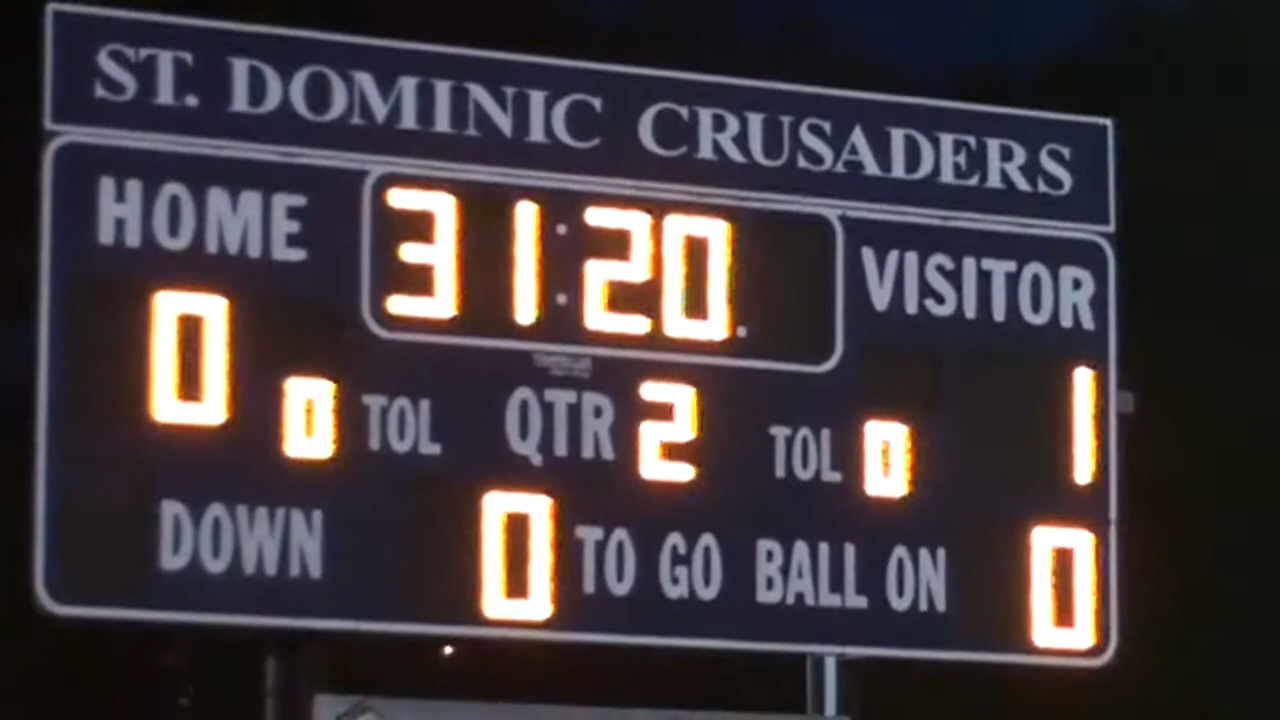 ST. DOMINIC CRUSADERS
HOME 31:20 VISITOR
0 0 TOL QTR 2 TOL 0 1
DOWN 0 TO GO BALL ON 0